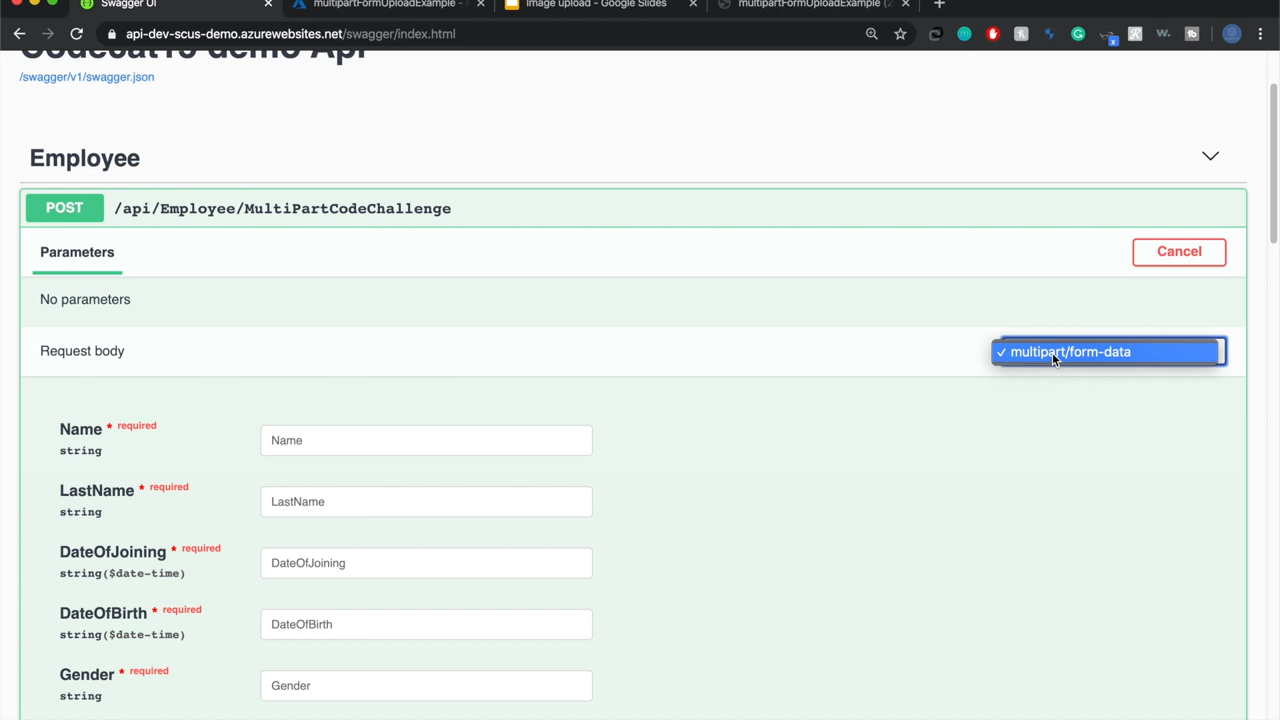 Swagger UI
multipartFormUploadExample -
Image upload - Google Slides
multipartFormUploadExample (
api-dev-scus-demo.azurewebsites.net/swagger/index.html
/swagger/v1/swagger.json
Employee
POST /api/Employee/MultiPartCodeChallenge
Parameters Cancel
No parameters
Request body ✓ multipart/form-data
Name * required Name
string
LastName * required LastName
string
DateOfJoining * required DateOfJoining
string($date-time)
DateOfBirth * required DateOfBirth
string($date-time)
Gender * required Gender
string